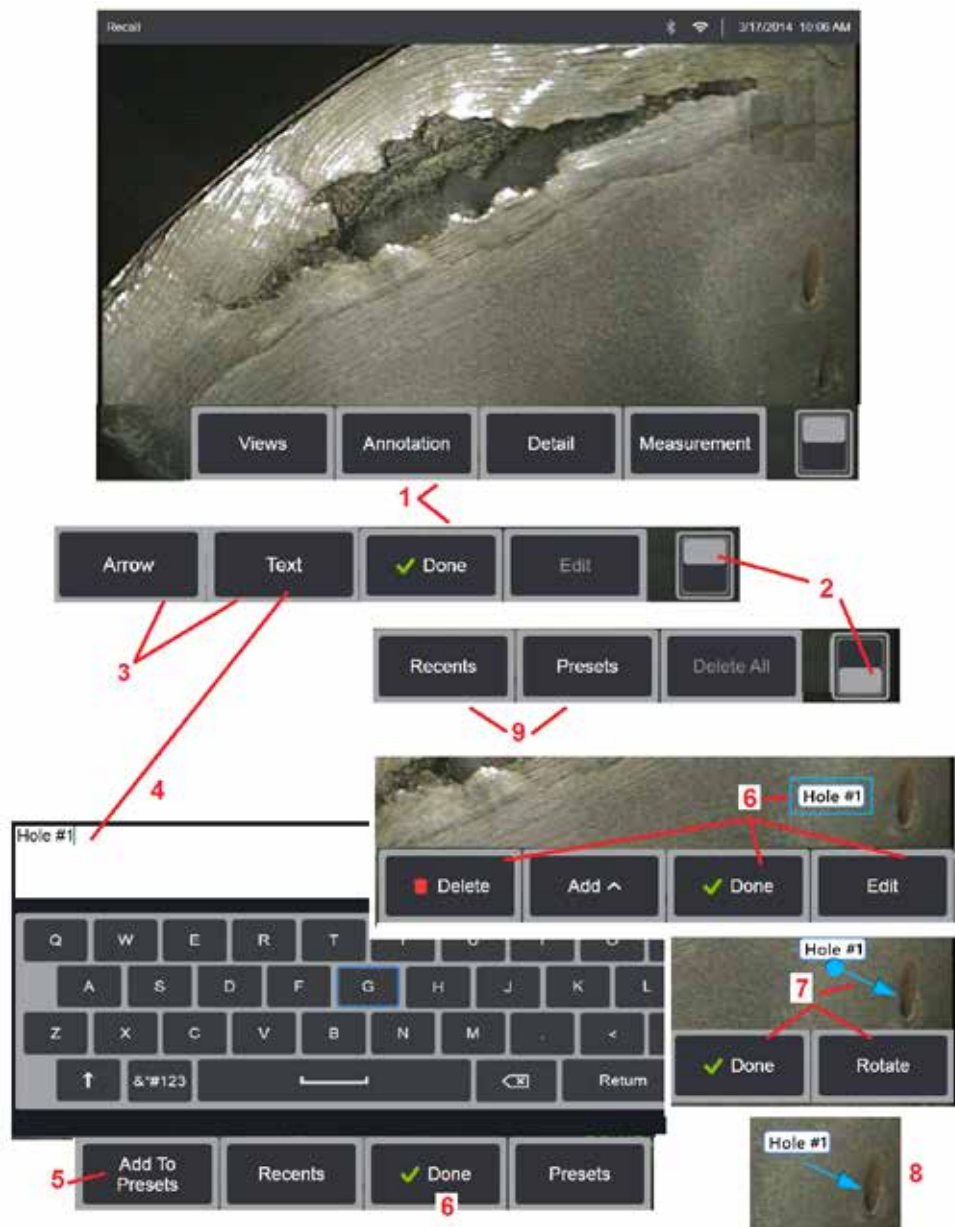 Recall 3/17/2014 10:06 AM
Views Annotation Detail Measurement
1
Arrow Text Done Edit
2
3
Recents Presets Delete All
9
4
6 Hole #1
Hole #1
Delete Add Done Edit
Q W E R T
A S D F G H J K L
Z X C V B N M . <
&*#123 Return
Hole #1
7
Done Rotate
5 Add To
Presets
Recents Done Presets
6
Hole #1
8